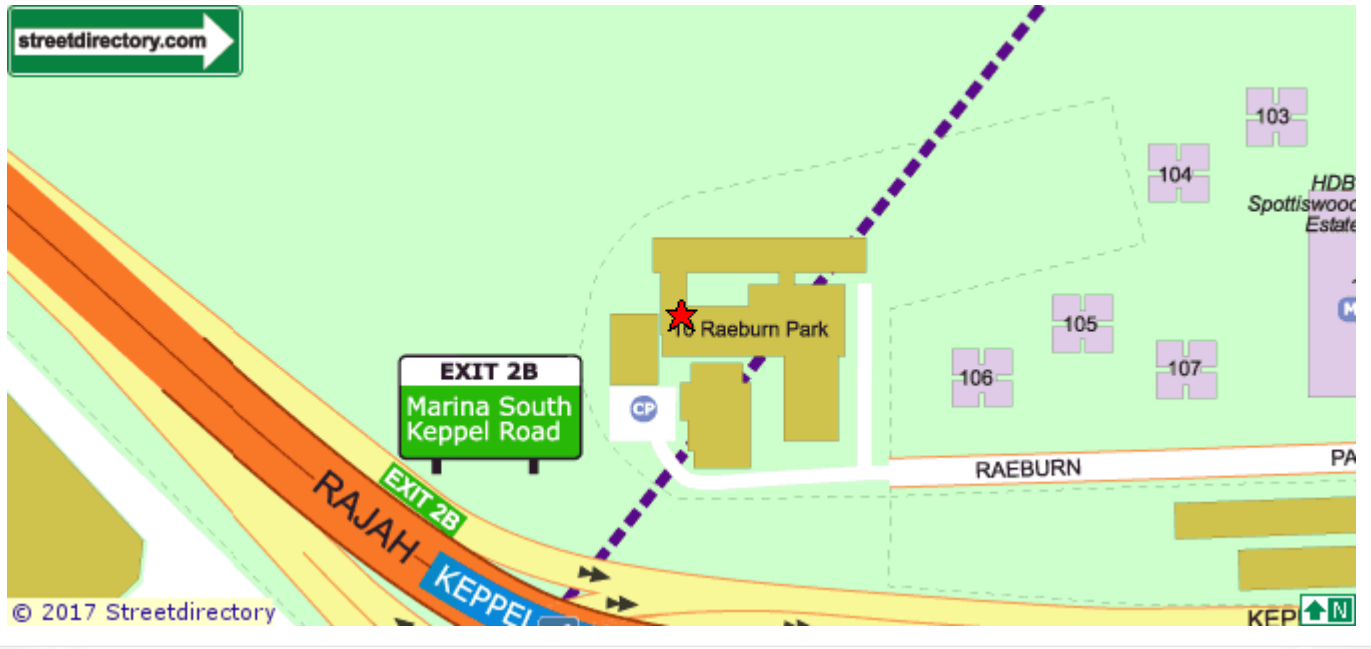 streetdirectory.com
103
104
HDB
Spottiswood
Estate
10 Raeburn Park
105
106
107
M
EXIT 2B
Marina South
Keppel Road
CP
RAEBURN
PA
EXIT 2B
RAJAH
KEPPEL
© 2017 Streetdirectory
KEP
N